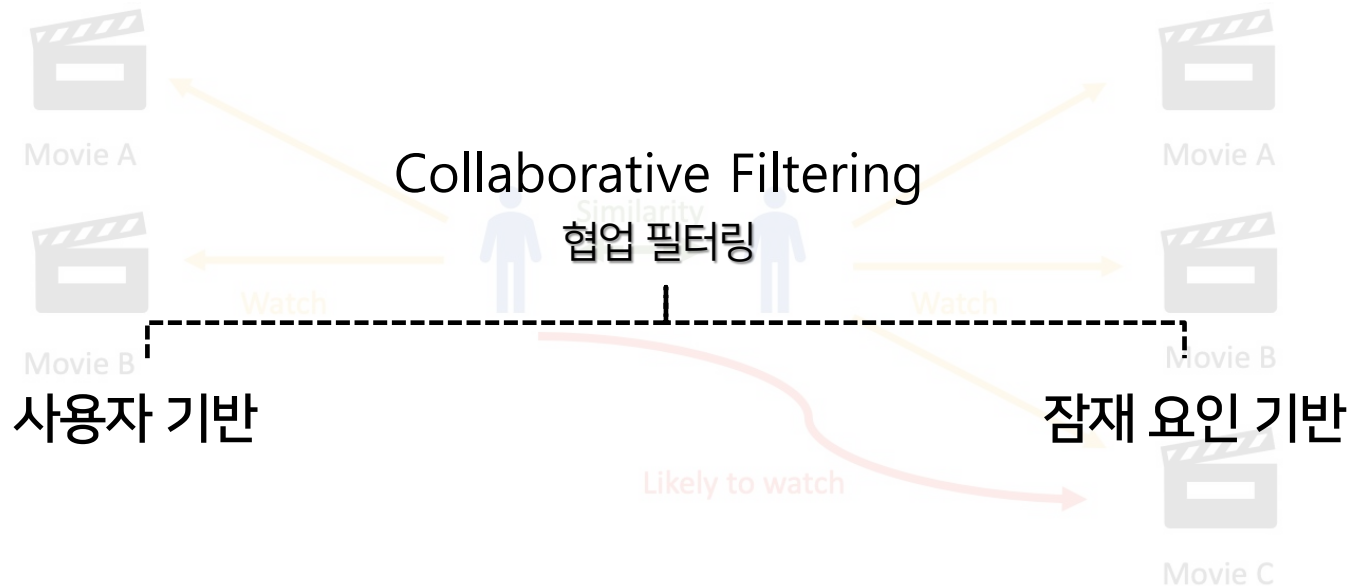 Movie A
Movie A
Collaborative Filtering
Similarity
협업 필터링
Watch
Watch
Movie B
Movie B
사용자 기반
잠재 요인 기반
Likely to watch
Movie C